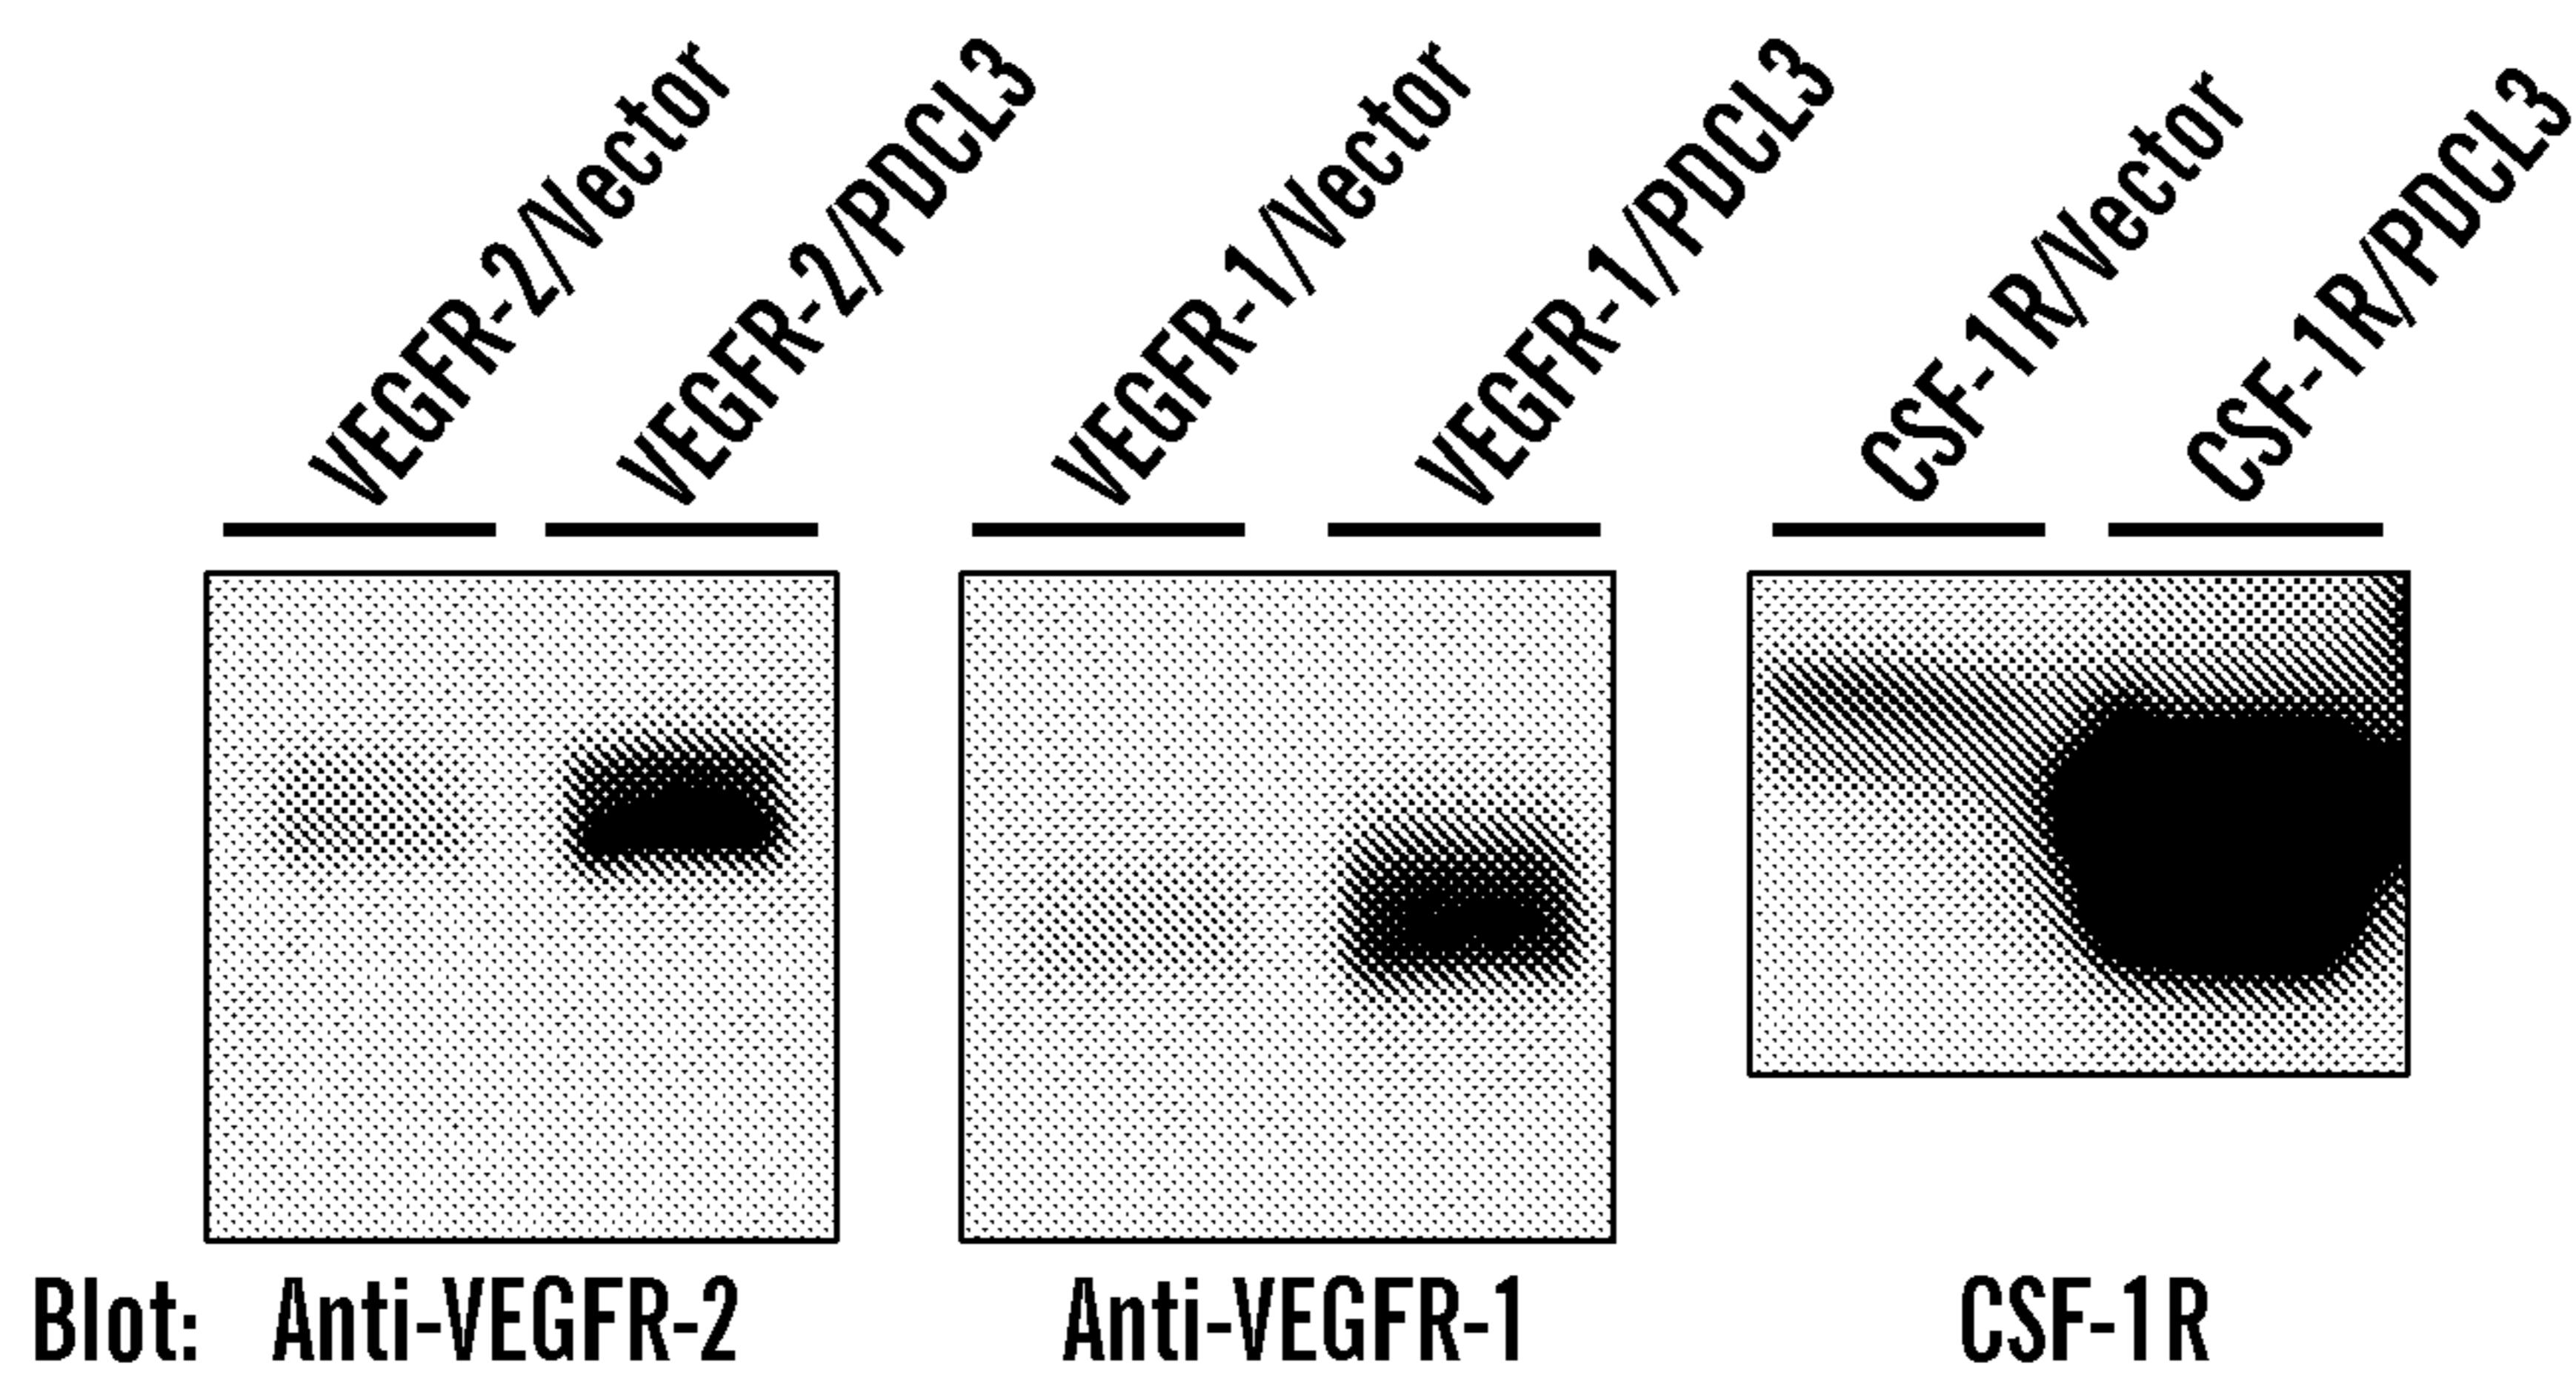 VEGFR-2/Vector
VEGFR-2/PDCL3
VEGFR-1/Vector
VEGFR-1/PDCL3
CSF-1R/Vector
CSF-1R/PDCL3
Blot: Anti-VEGFR-2 Anti-VEGFR-1 CSF-1R